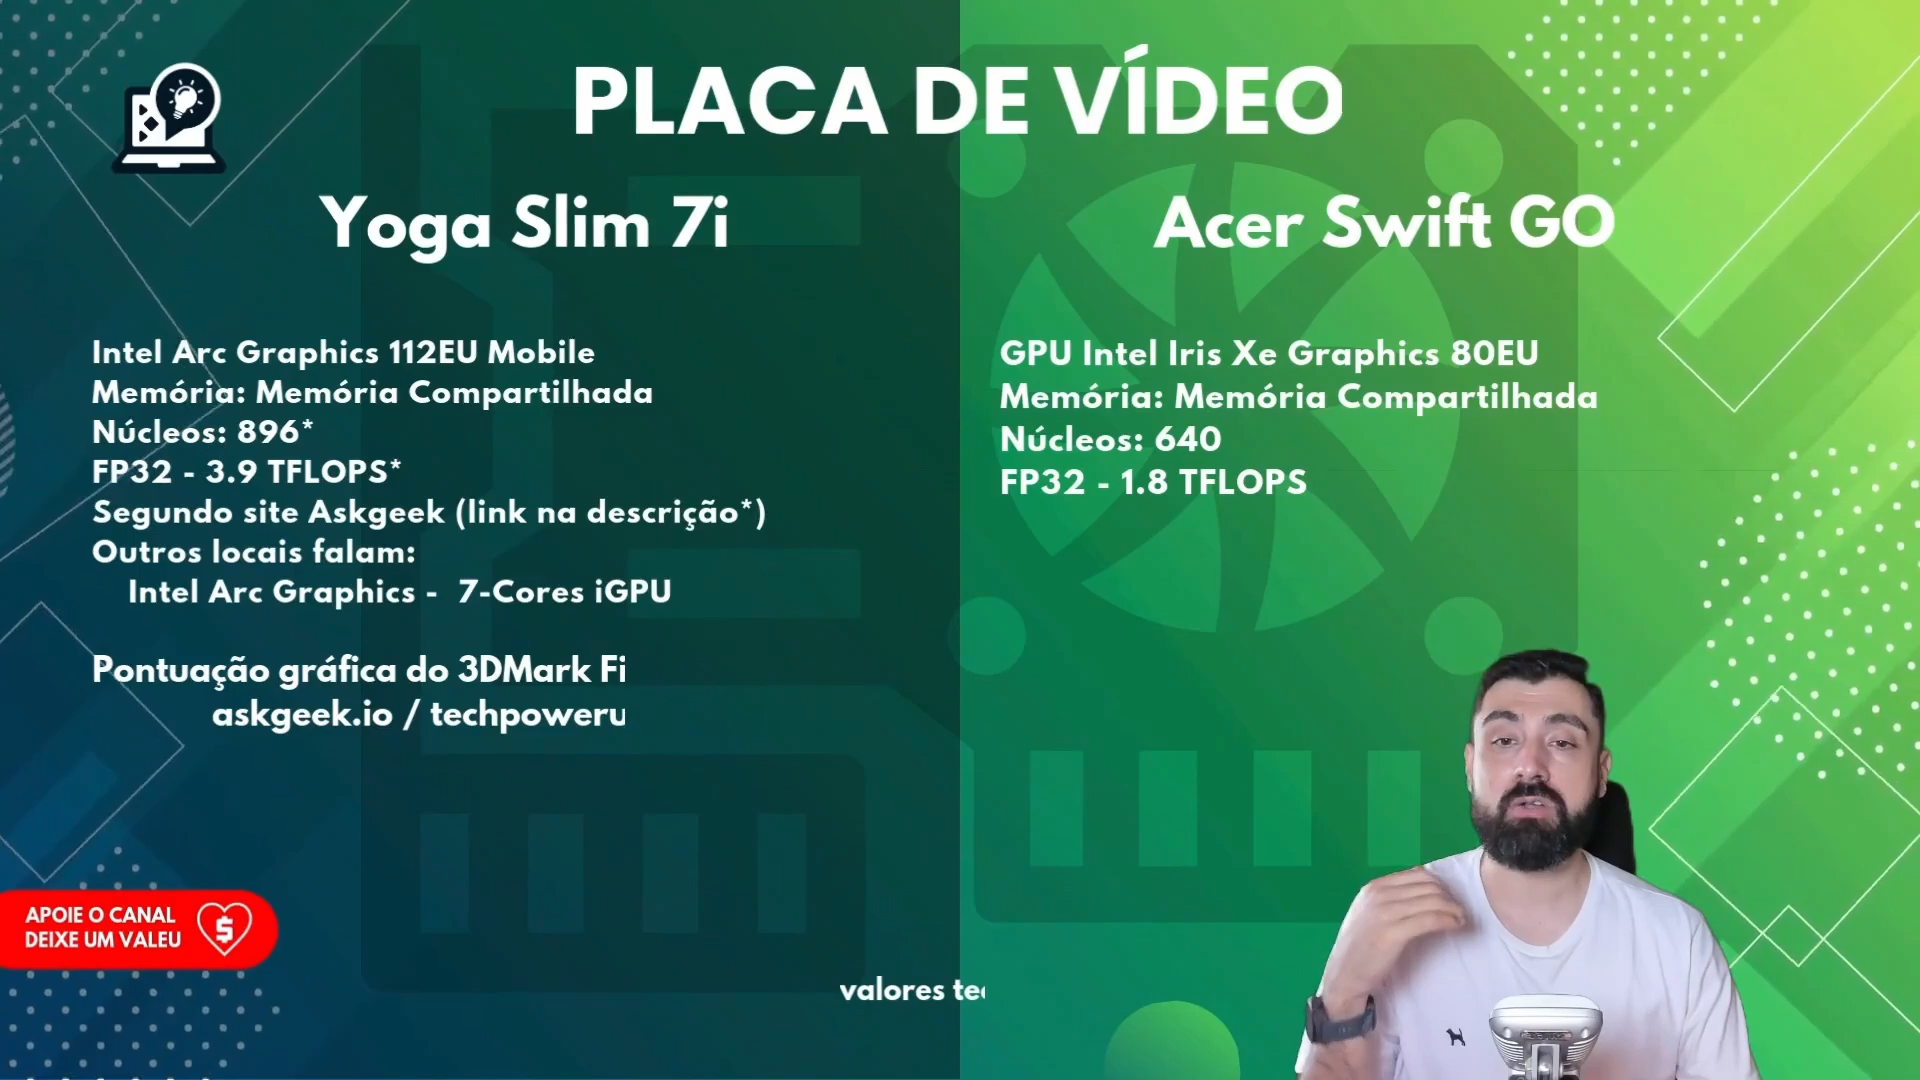 PLACA DE VÍDEO
Yoga Slim 7i
Intel Arc Graphics 112EU Mobile
Memória: Memória Compartilhada
Núcleos: 896*
FP32 - 3.9 TFLOPS*
Segundo site Askgeek (link na descrição*)
Outros locais falam:
Intel Arc Graphics - 7-Cores iGPU
Pontuação gráfica do 3DMark Fi
askgeek.io / techpoweru
Acer Swift GO
GPU Intel Iris Xe Graphics 80EU
Memória: Memória Compartilhada
Núcleos: 640
FP32 - 1.8 TFLOPS
APOIE O CANAL
DEIXE UM VALEU
valores te